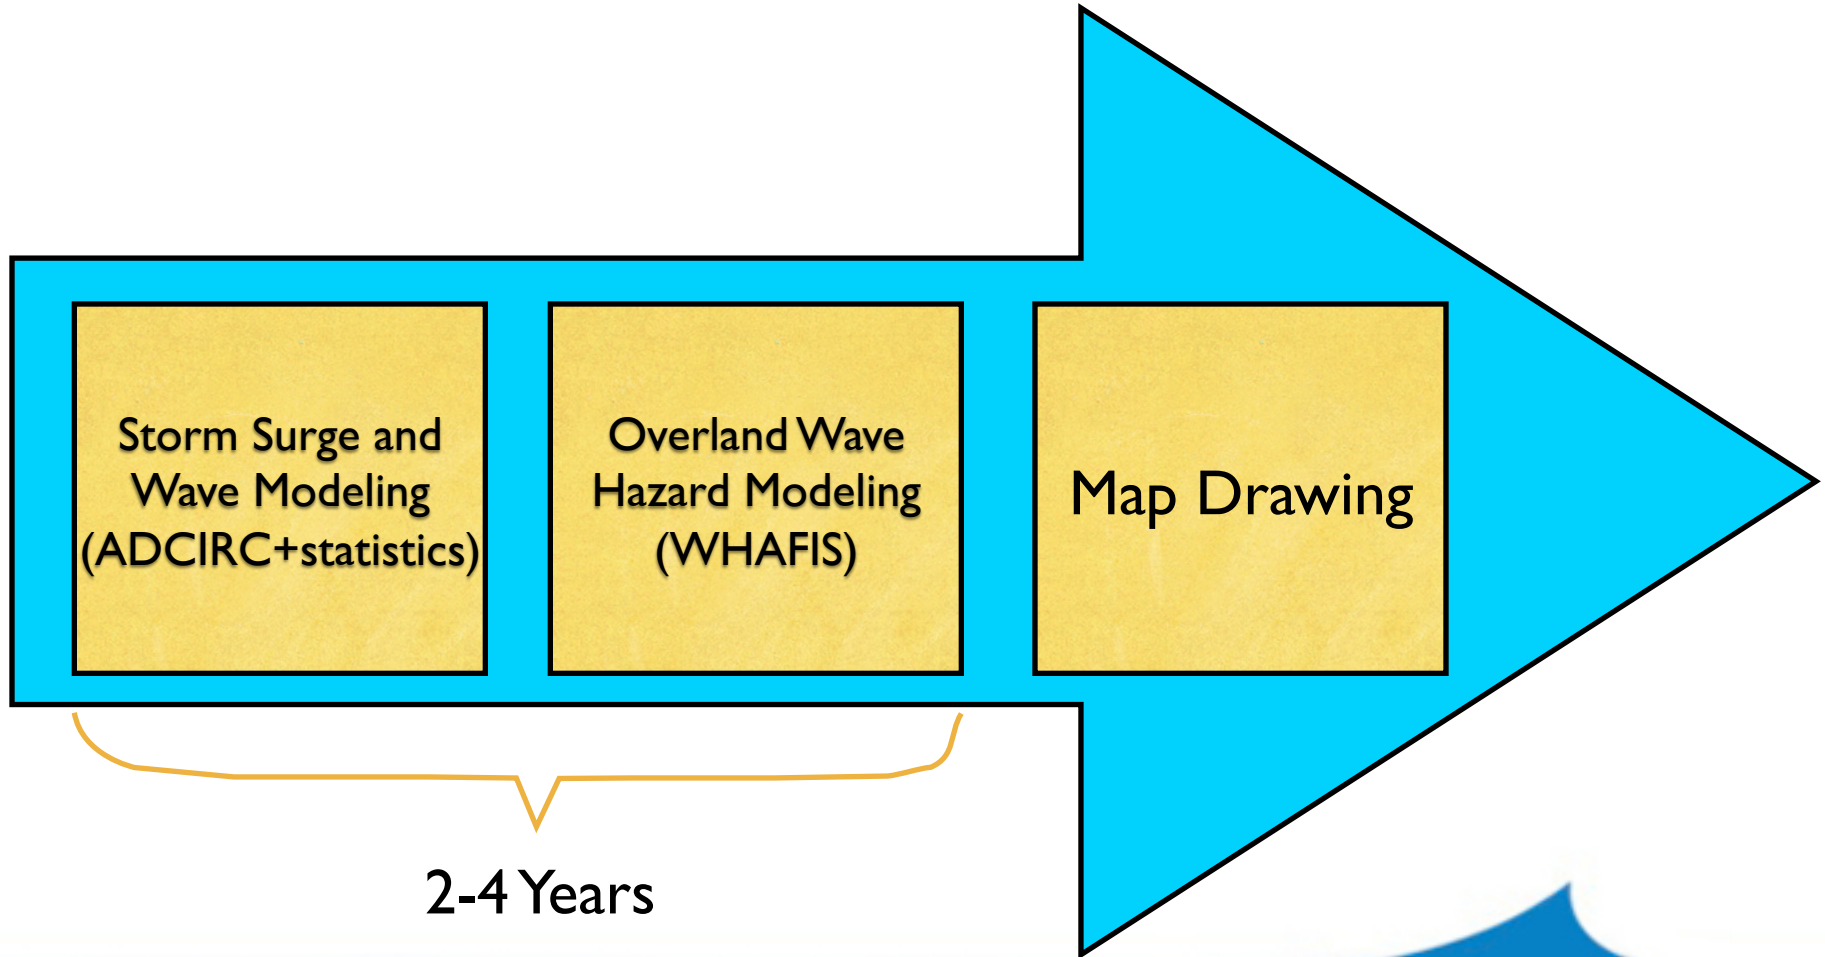 Storm Surge and
Wave Modeling
(ADCIRC+statistics)
Overland Wave
Hazard Modeling
(WHAFIS)
Map Drawing
2-4 Years